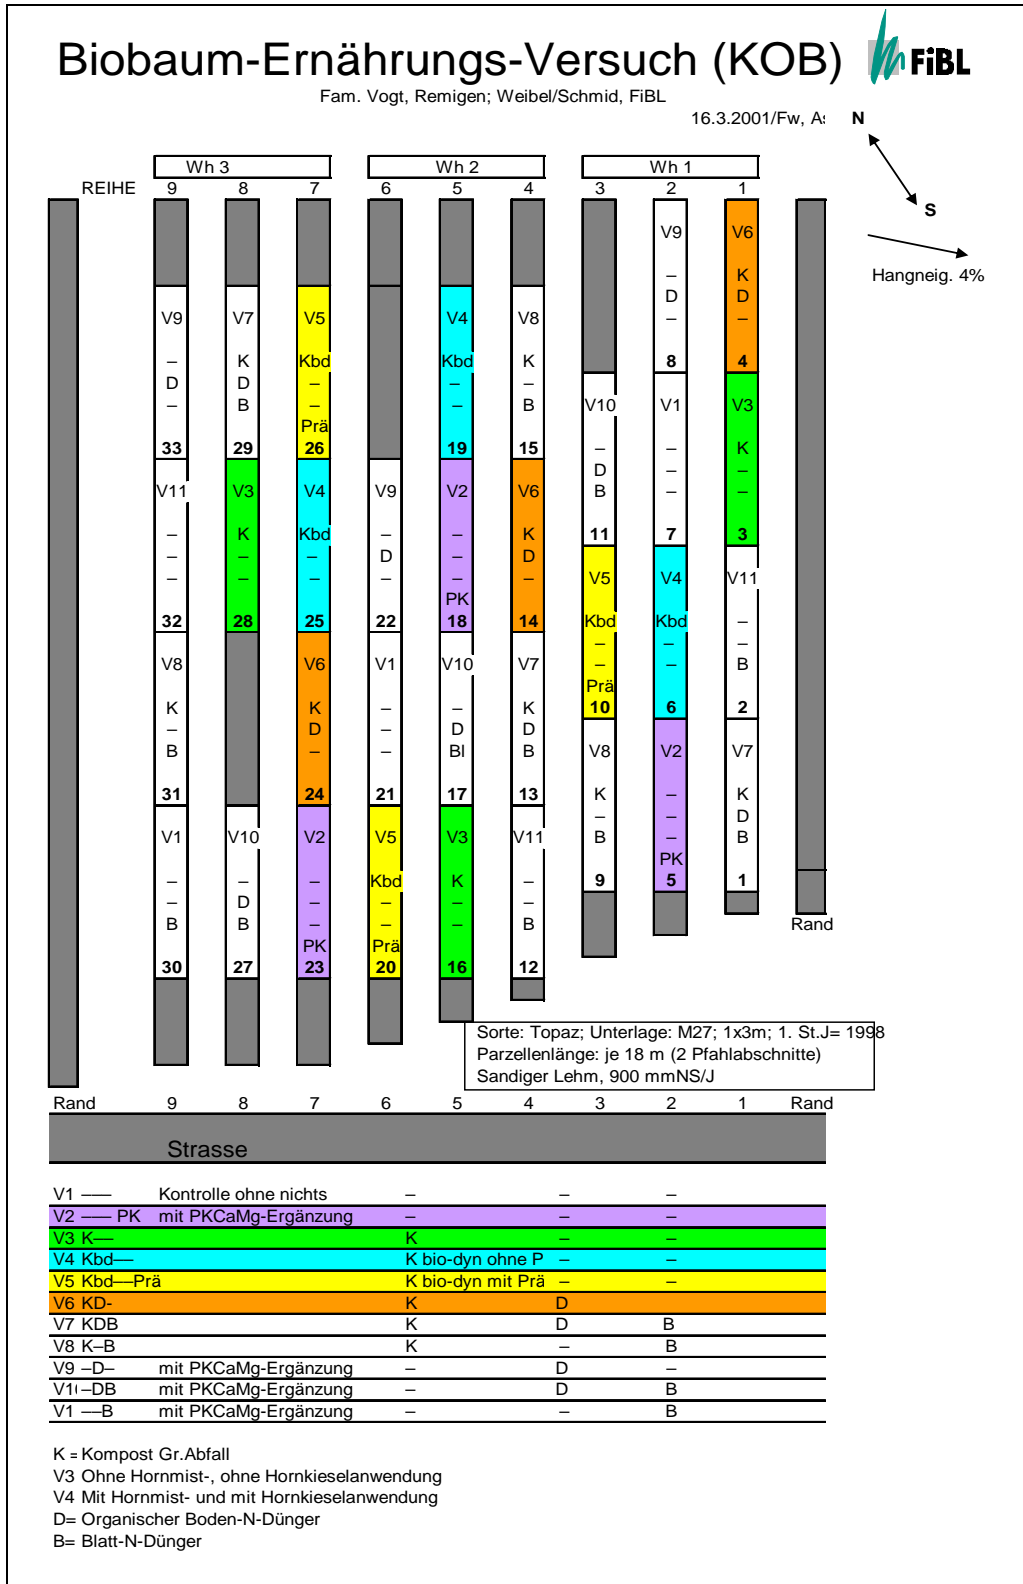 Biobaum-Ernährungs-Versuch (KOB) FiBL
Fam. Vogt, Remigen; Weibel/Schmid, FiBL
16.3.2001/Fw, As N
S
Hangneig. 4%
Wh 3 Wh 2 Wh 1
REIHE 9 8 7 6 5 4 3 2 1
V9 V6
– K
D D
– –
8 4
V9 V7 V5 V4 V8
– K Kbd Kbd K
D D – – –
– B – – B
Prä
33 29 26 19 15
V10 V1 V3
– – K
D – –
B – –
11 7 3
V11 V3 V4 V9 V2 V6
– K Kbd – – K
– – – D – D
– – – – – –
PK
32 28 25 22 18 14
V5 V4 V11
Kbd Kbd –
– – –
– – B
Prä
10 6 2
V8 V6 V1 V10 V7
K K – – K
– D – D D
B – – Bl B
31 24 21 17 13
V8 V2 V7
K – K
– – D
B – B
PK
9 5 1
V1 V10 V2 V5 V3 V11
– – – Kbd K –
– D – – – –
B B – – – B
PK Prä
30 27 23 20 16 12
Rand
Sorte: Topaz; Unterlage: M27; 1x3m; 1. St.J= 1998
Parzellenlänge: je 18 m (2 Pfahlabschnitte)
Sandiger Lehm, 900 mmNS/J
Rand 9 8 7 6 5 4 3 2 1 Rand
Strasse
V1 ––– Kontrolle ohne nichts – – –
V2 ––– PK mit PKCaMg-Ergänzung – – –
V3 K–– K – –
V4 Kbd–– K bio-dyn ohne P – –
V5 Kbd––Prä K bio-dyn mit Prä – –
V6 KD- K D
V7 KDB K D B
V8 K–B K – B
V9 –D– mit PKCaMg-Ergänzung – D –
V1( –DB mit PKCaMg-Ergänzung – D B
V1 ––B mit PKCaMg-Ergänzung – – B
K = Kompost Gr.Abfall
V3 Ohne Hornmist-, ohne Hornkieselanwendung
V4 Mit Hornmist- und mit Hornkieselanwendung
D= Organischer Boden-N-Dünger
B= Blatt-N-Dünger